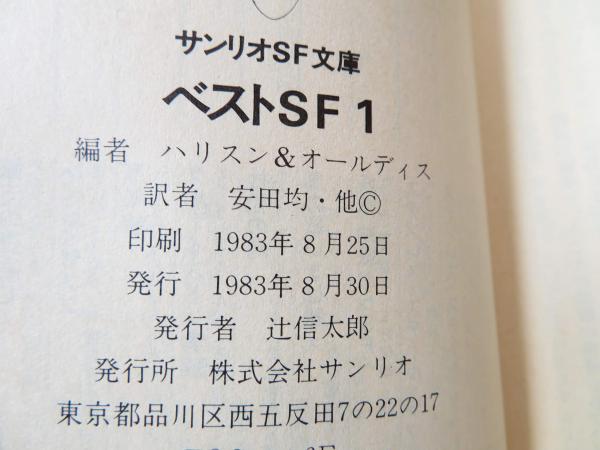 サンリオSF文庫
ベストSF1
編者 ハリスン&オールディス
訳者 安田均・他©
印刷 1983年8月25日
発行 1983年8月30日
発行者 辻信太郎
発行所 株式会社サンリオ
東京都品川区西五反田7の22の17